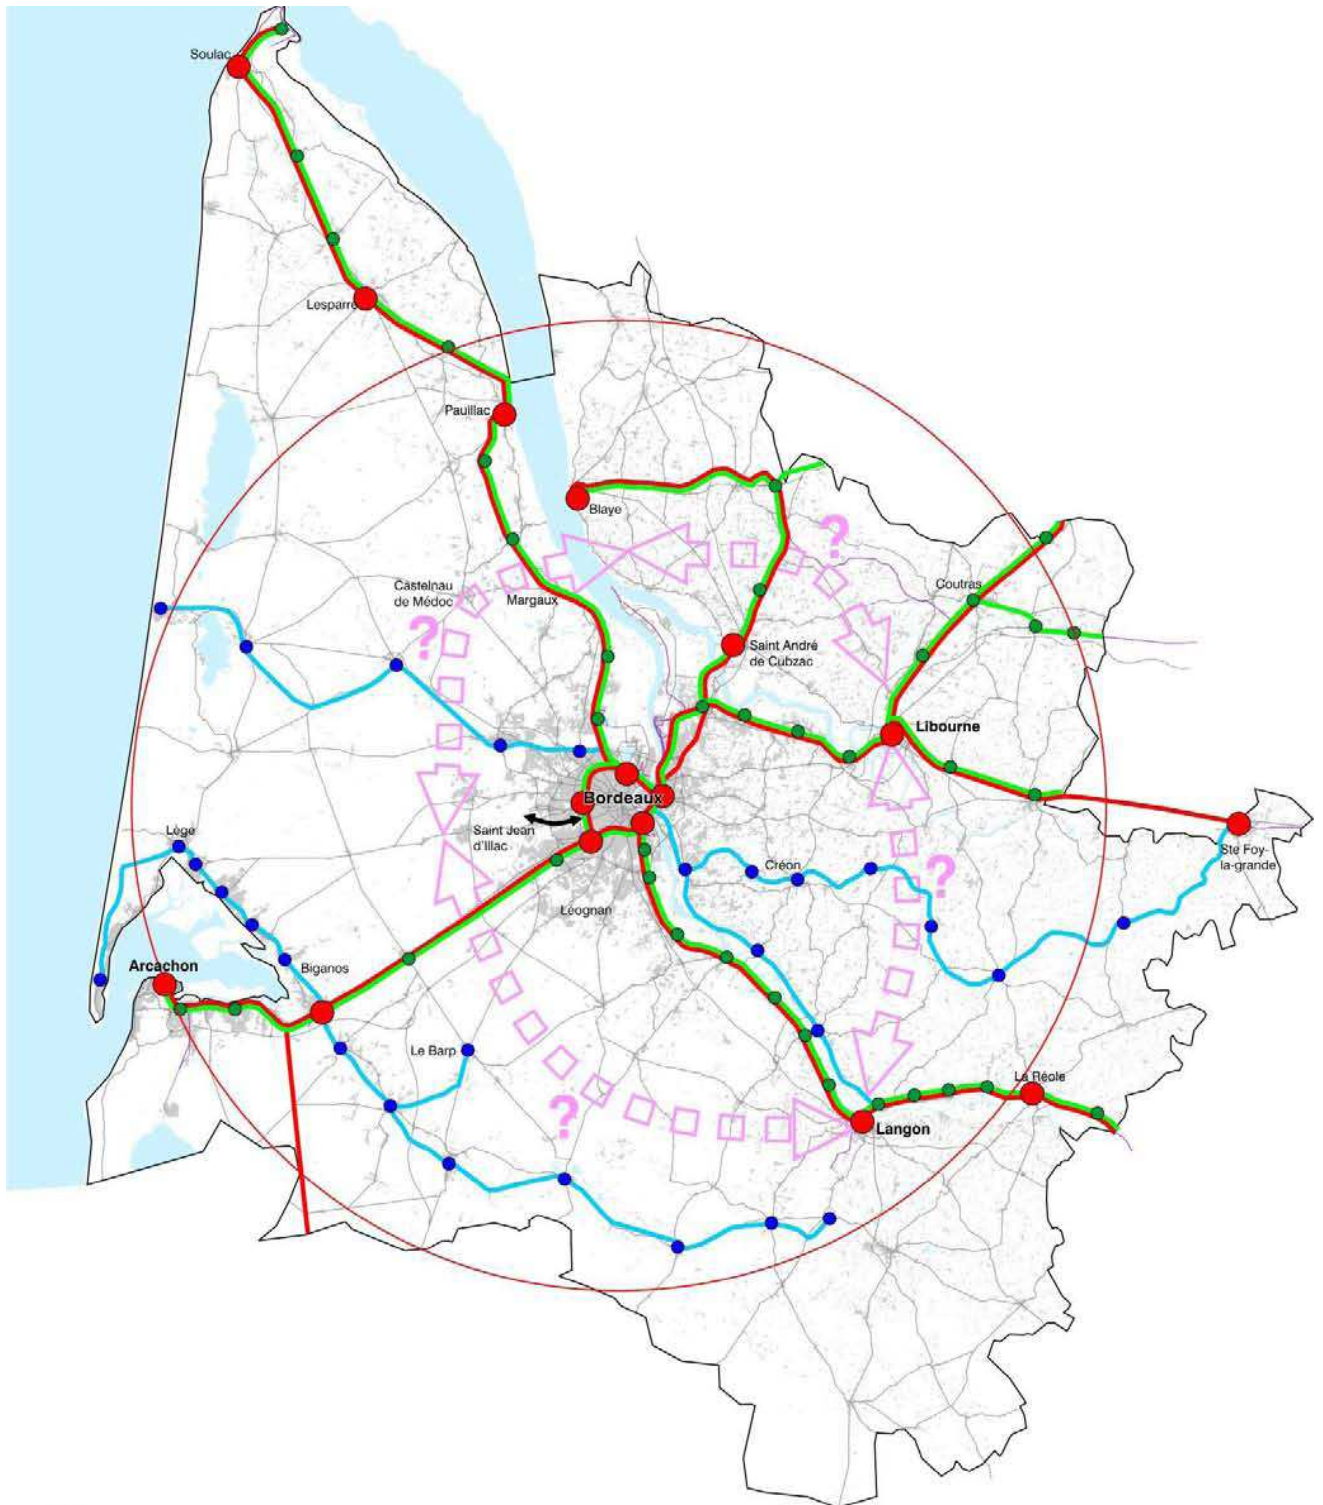 Soulac
Lesparre
Pauillac
Blaye
?
Castelnau
de Médoc
Margaux
Coutras
?
Saint André
de Cubzac
Libourne
Bordeaux
Saint Jean
d'Illac
Lège
Créon
Ste Foy-
la-grande
?
Léognan
Arcachon
Biganos
Le Barp
La Réole
?
Langon